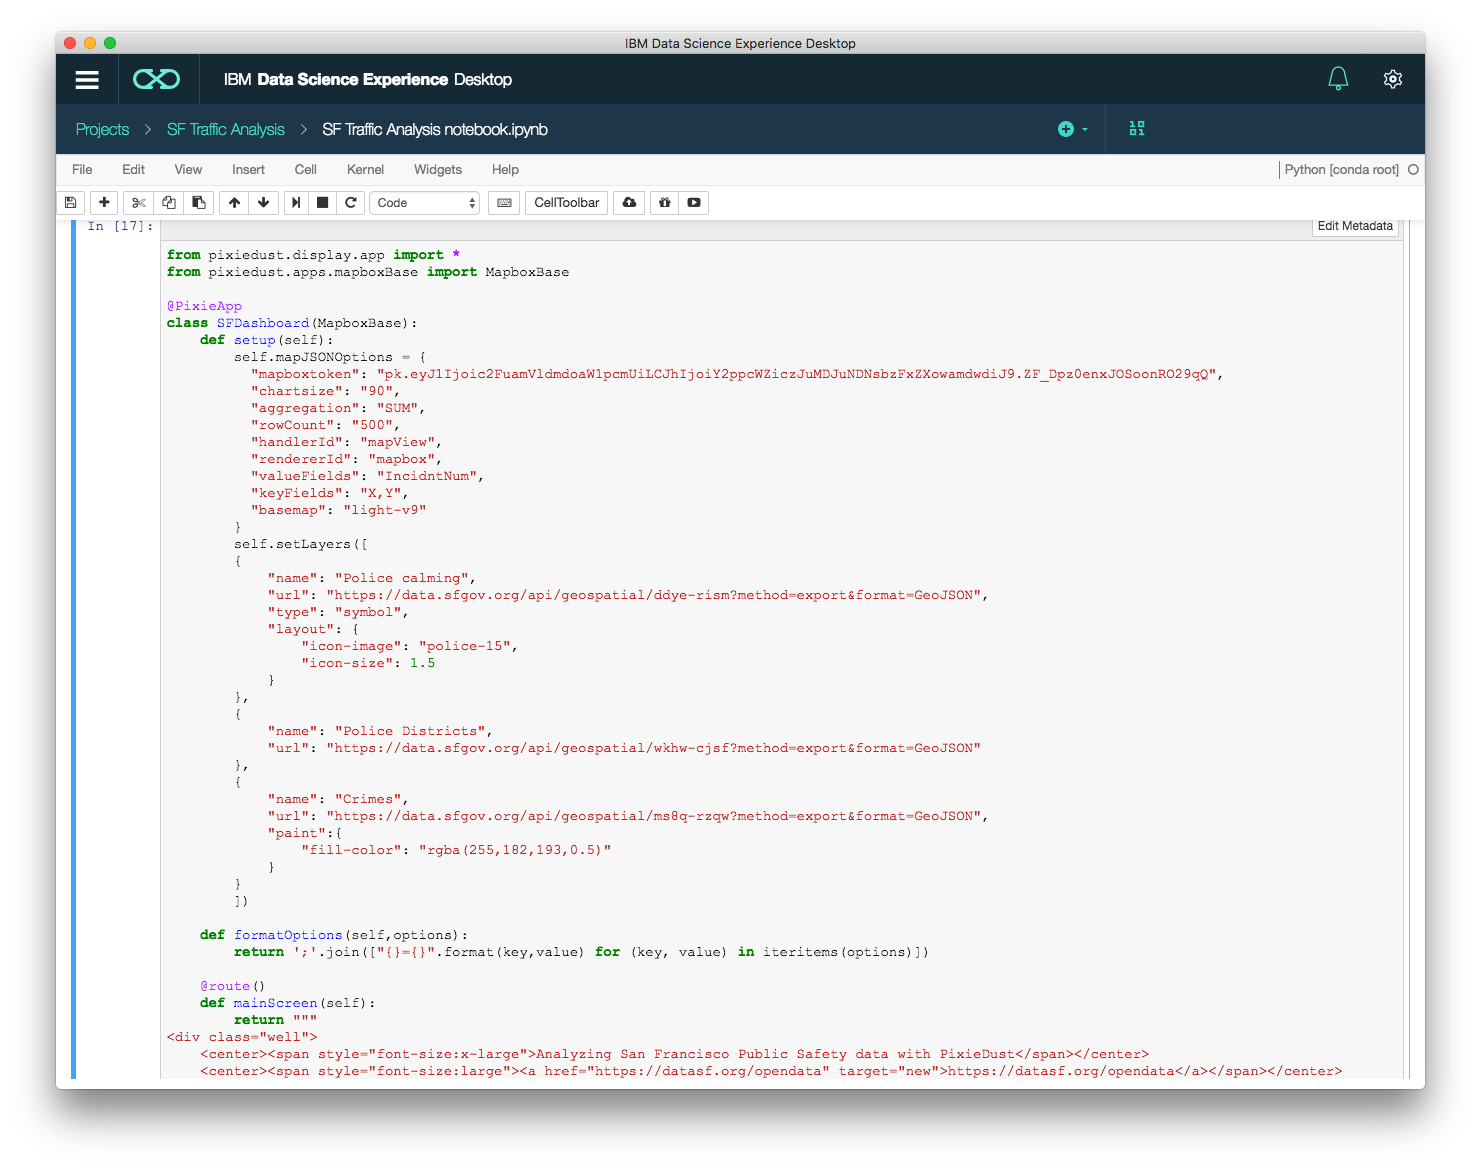 IBM Data Science Experience Desktop
IBM Data Science Experience Desktop
Projects > SF Traffic Analysis > SF Traffic Analysis notebook.ipynb
File Edit View Insert Cell Kernel Widgets Help Python [conda root]
Code CellToolbar
In [17]: Edit Metadata
from pixiedust.display.app import *
from pixiedust.apps.mapboxBase import MapboxBase
@PixieApp
class SFDashboard(MapboxBase):
    def setup(self):
        self.mapJSONOptions = {
          "mapboxtoken": "pk.eyJ1Ijoic2FuamVldmdoaWlpcmUiLCJhIjoiY2ppcWZiczJuMDJuNDNsbzFxZXowamdwdiJ9.ZF_Dpz0enxJOSoonRO29qQ",
          "chartsize": "90",
          "aggregation": "SUM",
          "rowCount": "500",
          "handlerId": "mapView",
          "rendererId": "mapbox",
          "valueFields": "IncidntNum",
          "keyFields": "X,Y",
          "basemap": "light-v9"
        }
        self.setLayers([
        {
            "name": "Police calming",
            "url": "https://data.sfgov.org/api/geospatial/ddye-rism?method=export&format=GeoJSON",
            "type": "symbol",
            "layout": {
                "icon-image": "police-15",
                "icon-size": 1.5
            }
        },
        {
            "name": "Police Districts",
            "url": "https://data.sfgov.org/api/geospatial/wkhw-cjsf?method=export&format=GeoJSON"
        },
        {
            "name": "Crimes",
            "url": "https://data.sfgov.org/api/geospatial/ms8q-rzqw?method=export&format=GeoJSON",
            "paint":{
                "fill-color": "rgba(255,182,193,0.5)"
            }
        }
        ])
    def formatOptions(self,options):
        return ';'.join(["{}={}".format(key,value) for (key, value) in iteritems(options)])
    @route()
    def mainScreen(self):
        return """
<div class="well">
    <center><span style="font-size:x-large">Analyzing San Francisco Public Safety data with PixieDust</span></center>
    <center><span style="font-size:large"><a href="https://datasf.org/opendata" target="new">https://datasf.org/opendata</a></span></center>